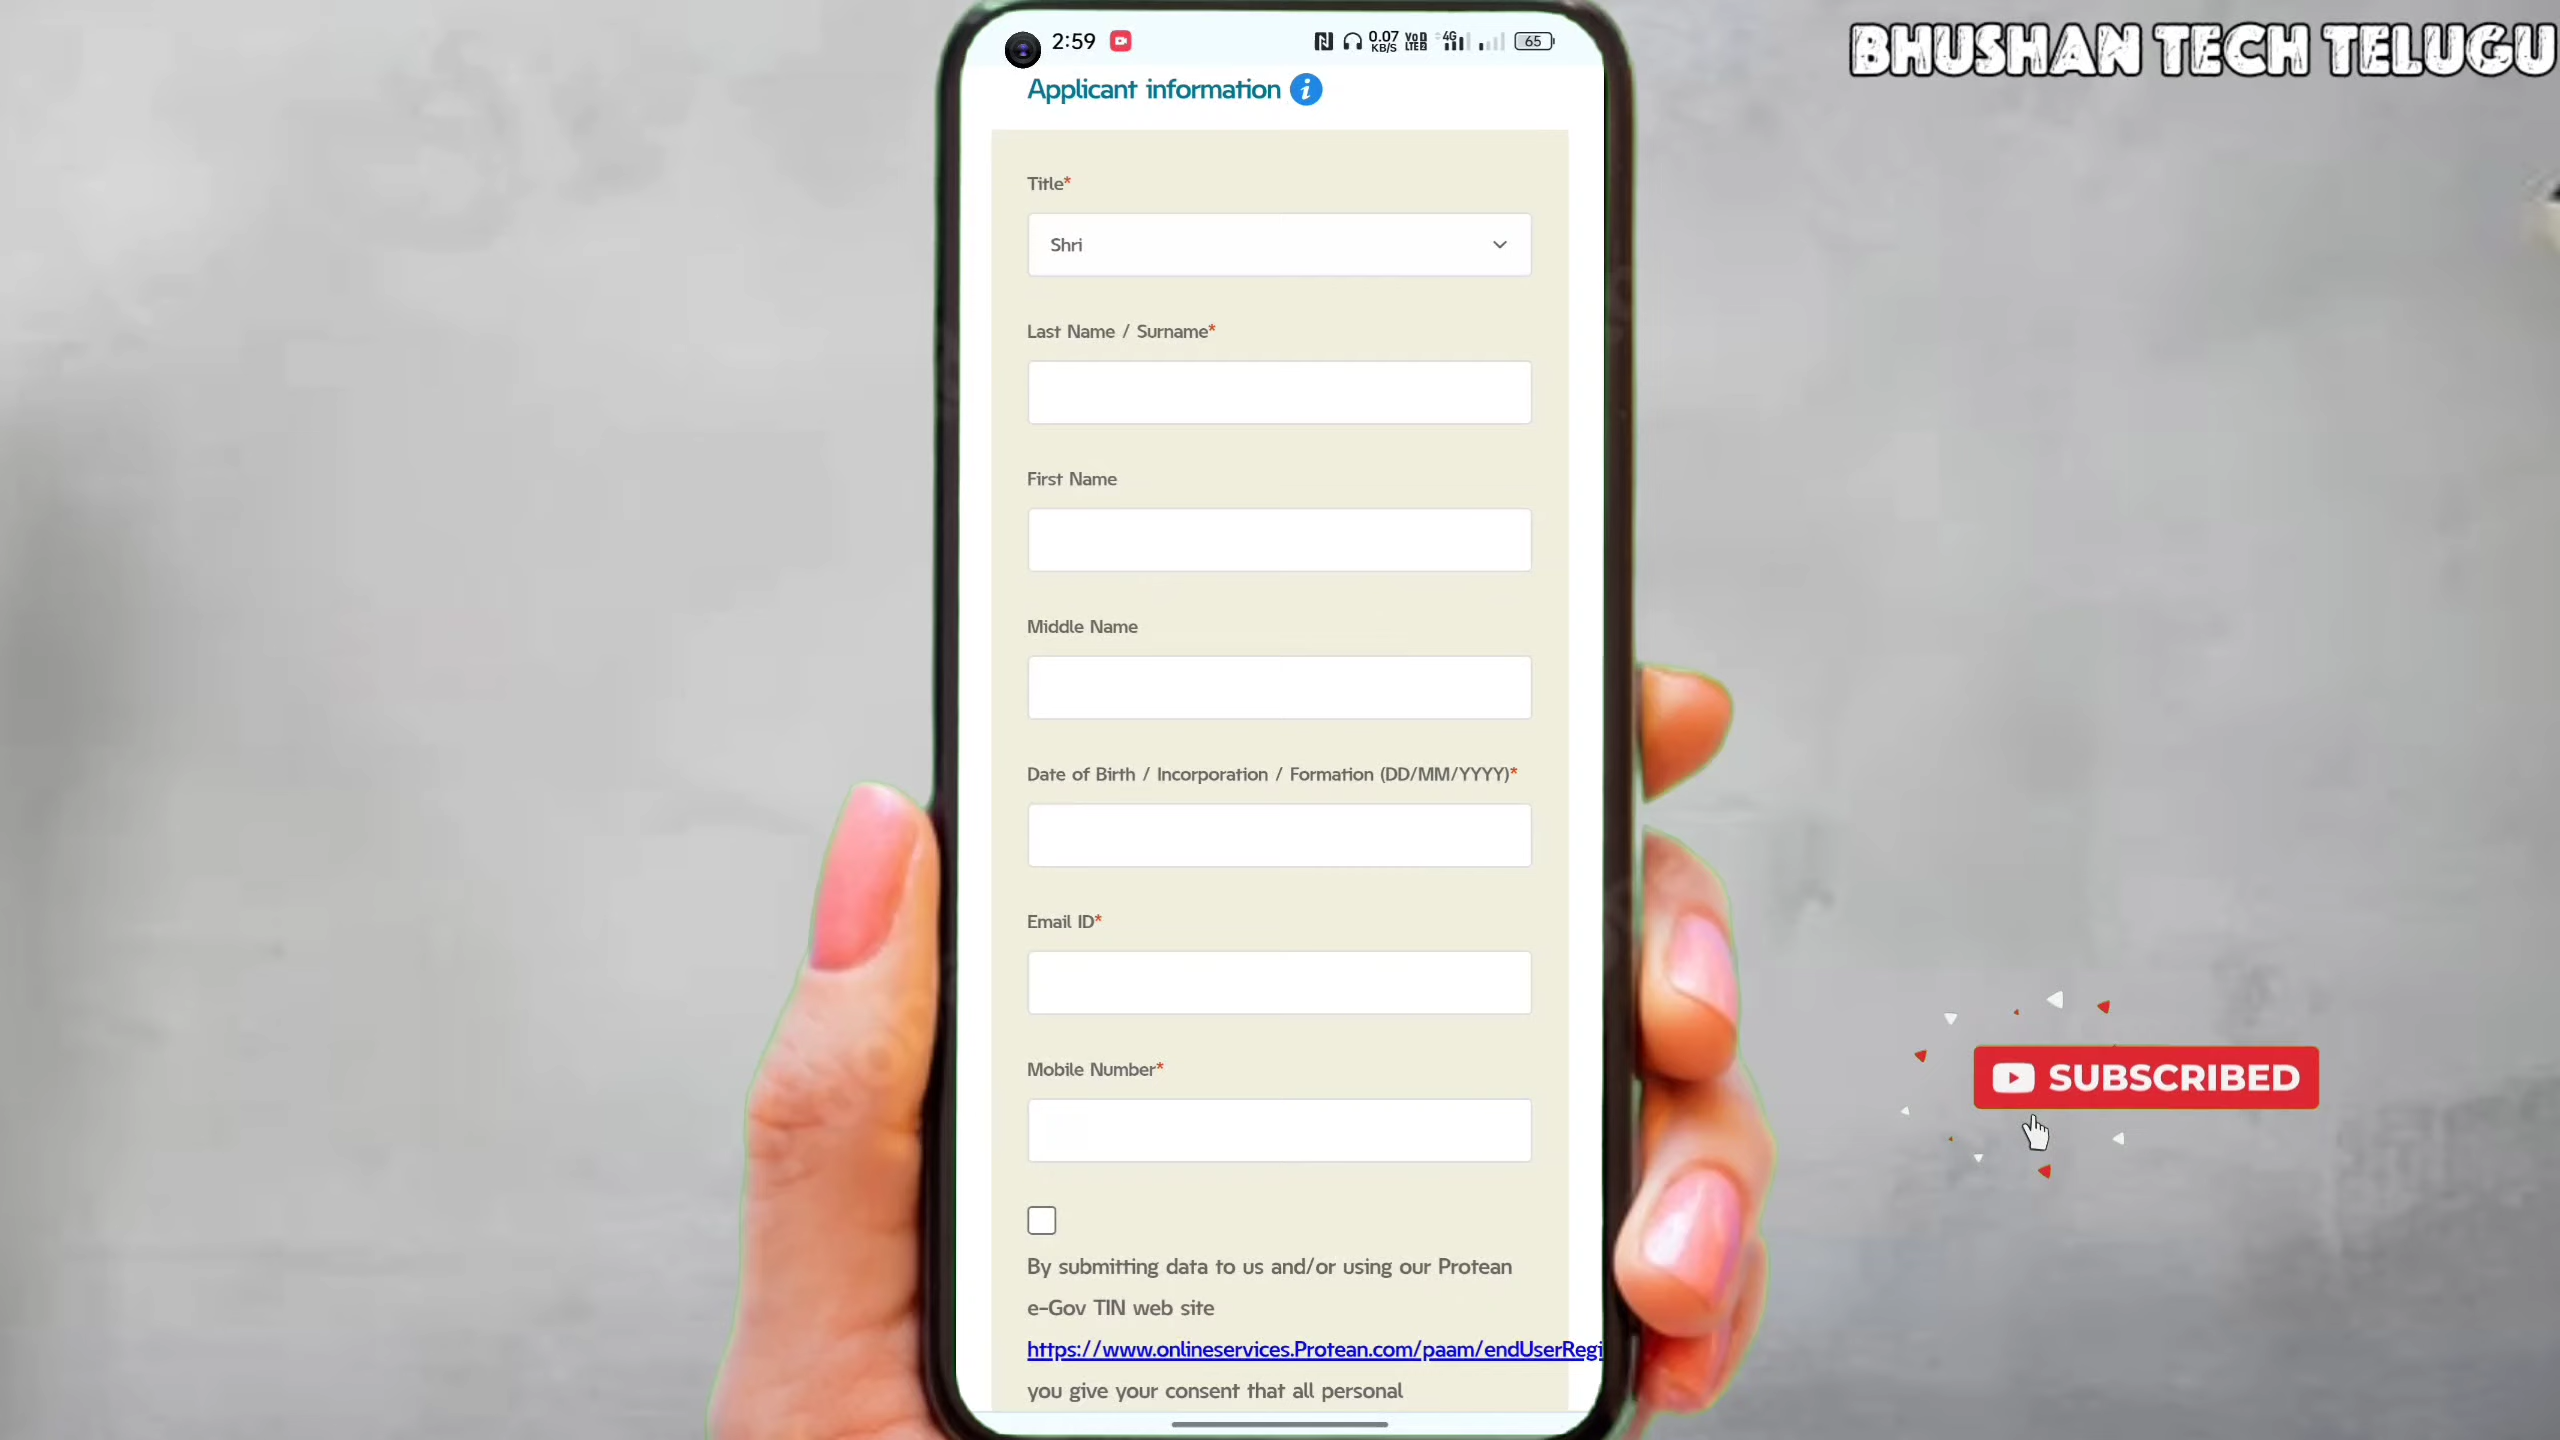 BHUSHAN TECH TELUGU
2:59
0.07 KB/S VoD LTE2 4G 65
Applicant information i
Title*
Shri
Last Name / Surname*
First Name
Middle Name
Date of Birth / Incorporation / Formation (DD/MM/YYYY)*
Email ID*
Mobile Number*
By submitting data to us and/or using our Protean
e-Gov TIN web site
https://www.onlineservices.Protean.com/paam/endUserRegi
you give your consent that all personal
SUBSCRIBED